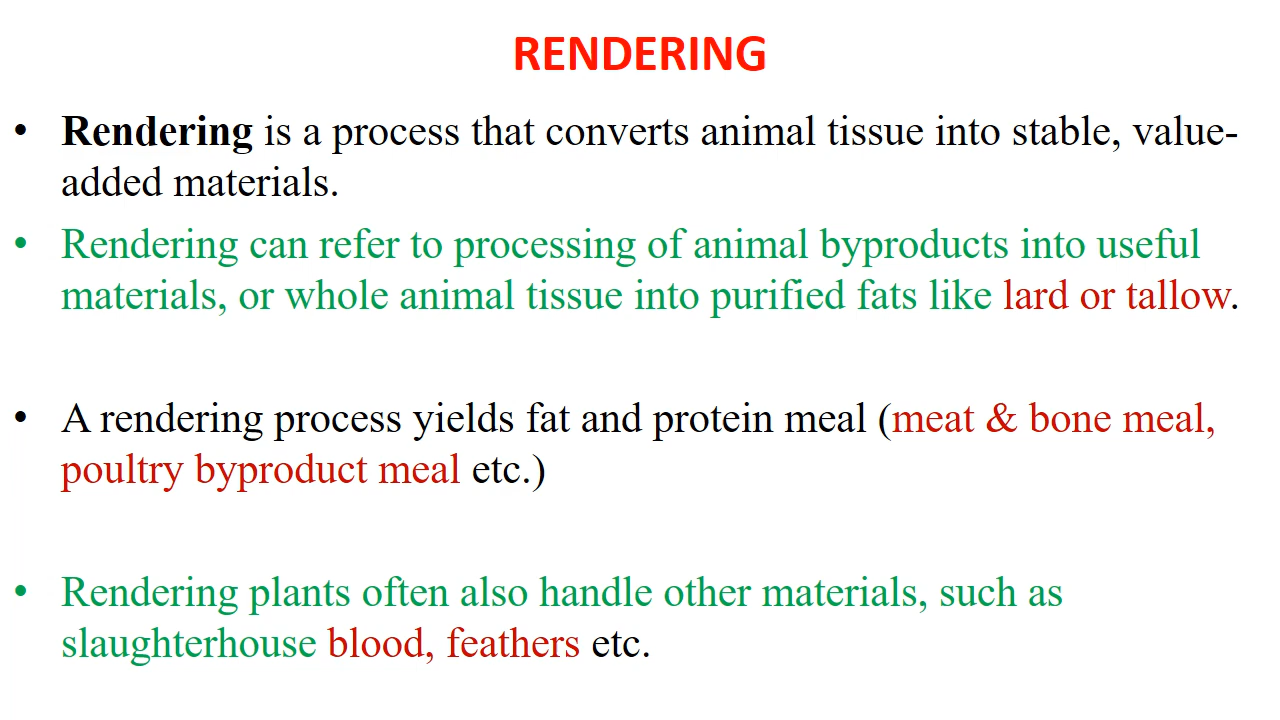 RENDERING
• Rendering is a process that converts animal tissue into stable, value-
added materials.
• Rendering can refer to processing of animal byproducts into useful
materials, or whole animal tissue into purified fats like lard or tallow.
• A rendering process yields fat and protein meal (meat & bone meal,
poultry byproduct meal etc.)
• Rendering plants often also handle other materials, such as
slaughterhouse blood, feathers etc.